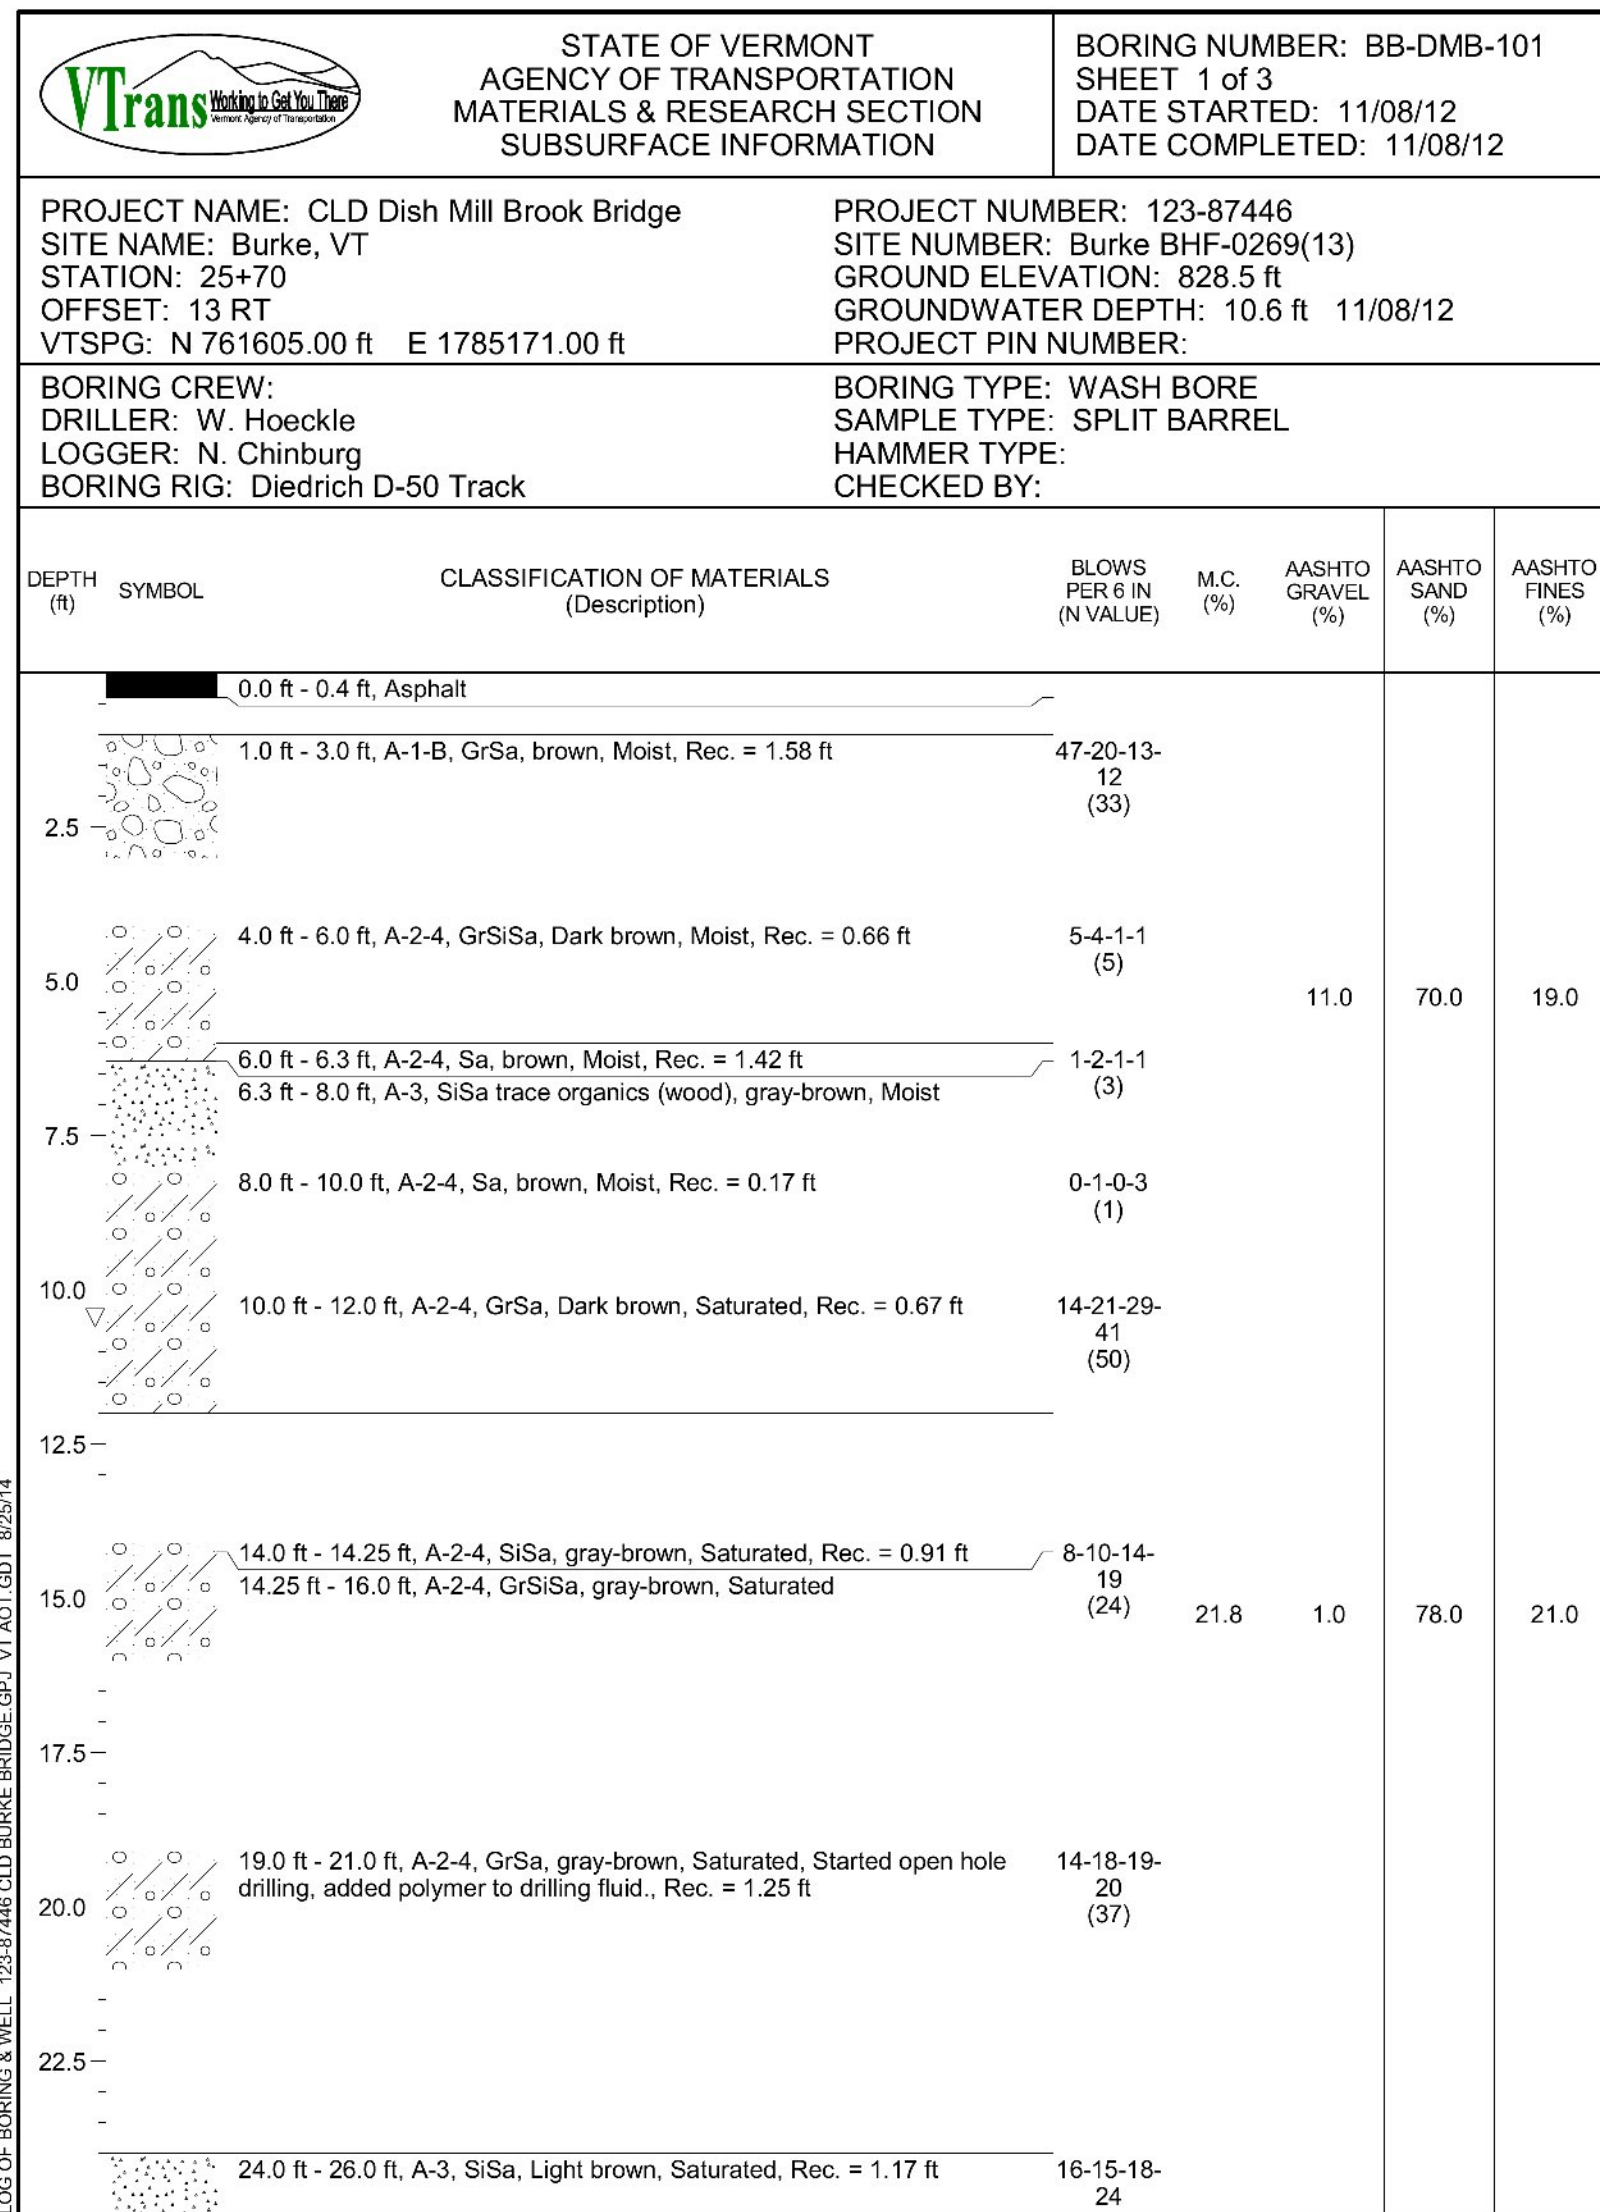 VTrans Working to Get You There
Vermont Agency of Transportation
STATE OF VERMONT
AGENCY OF TRANSPORTATION
MATERIALS & RESEARCH SECTION
SUBSURFACE INFORMATION
BORING NUMBER: BB-DMB-101
SHEET 1 of 3
DATE STARTED: 11/08/12
DATE COMPLETED: 11/08/12
PROJECT NAME: CLD Dish Mill Brook Bridge
SITE NAME: Burke, VT
STATION: 25+70
OFFSET: 13 RT
VTSPG: N 761605.00 ft E 1785171.00 ft
PROJECT NUMBER: 123-87446
SITE NUMBER: Burke BHF-0269(13)
GROUND ELEVATION: 828.5 ft
GROUNDWATER DEPTH: 10.6 ft 11/08/12
PROJECT PIN NUMBER:
BORING CREW:
DRILLER: W. Hoeckle
LOGGER: N. Chinburg
BORING RIG: Diedrich D-50 Track
BORING TYPE: WASH BORE
SAMPLE TYPE: SPLIT BARREL
HAMMER TYPE:
CHECKED BY:
DEPTH
(ft)
SYMBOL
CLASSIFICATION OF MATERIALS
(Description)
BLOWS
PER 6 IN
(N VALUE)
M.C.
(%)
AASHTO
GRAVEL
(%)
AASHTO
SAND
(%)
AASHTO
FINES
(%)
0.0 ft - 0.4 ft, Asphalt
1.0 ft - 3.0 ft, A-1-B, GrSa, brown, Moist, Rec. = 1.58 ft
47-20-13-
12
(33)
2.5
4.0 ft - 6.0 ft, A-2-4, GrSiSa, Dark brown, Moist, Rec. = 0.66 ft
5-4-1-1
(5)
5.0
11.0
70.0
19.0
6.0 ft - 6.3 ft, A-2-4, Sa, brown, Moist, Rec. = 1.42 ft
1-2-1-1
(3)
6.3 ft - 8.0 ft, A-3, SiSa trace organics (wood), gray-brown, Moist
7.5
8.0 ft - 10.0 ft, A-2-4, Sa, brown, Moist, Rec. = 0.17 ft
0-1-0-3
(1)
10.0
10.0 ft - 12.0 ft, A-2-4, GrSa, Dark brown, Saturated, Rec. = 0.67 ft
14-21-29-
41
(50)
12.5
14.0 ft - 14.25 ft, A-2-4, SiSa, gray-brown, Saturated, Rec. = 0.91 ft
8-10-14-
19
(24)
14.25 ft - 16.0 ft, A-2-4, GrSiSa, gray-brown, Saturated
15.0
21.8
1.0
78.0
21.0
17.5
19.0 ft - 21.0 ft, A-2-4, GrSa, gray-brown, Saturated, Started open hole
drilling, added polymer to drilling fluid., Rec. = 1.25 ft
14-18-19-
20
(37)
20.0
22.5
24.0 ft - 26.0 ft, A-3, SiSa, Light brown, Saturated, Rec. = 1.17 ft
16-15-18-
24
LOG OF BORING & WELL 123-87446 CLD BURKE BRIDGE.GPJ VT AOT.GDT 8/25/14